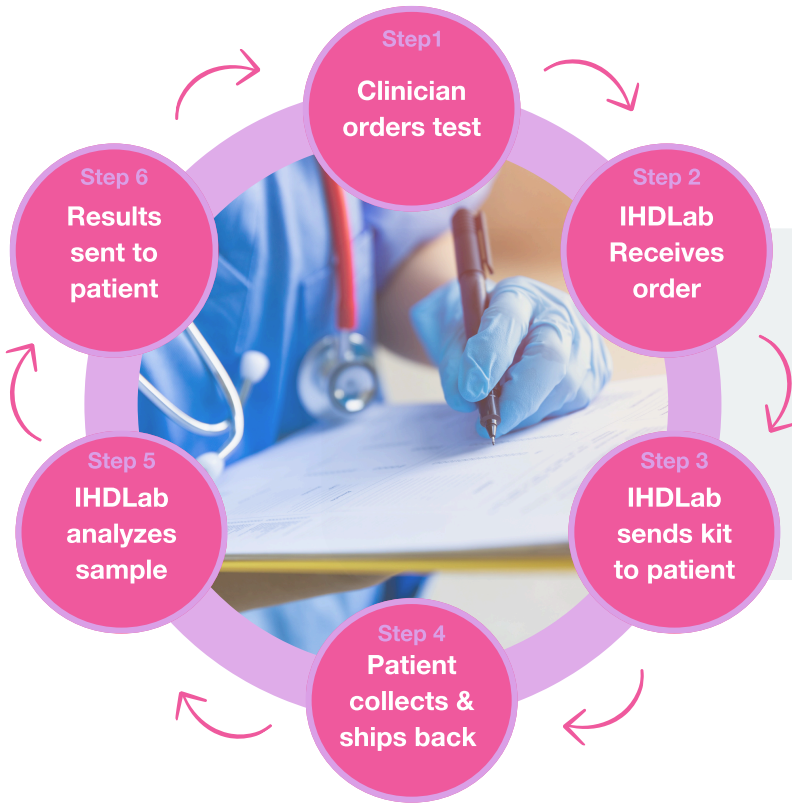 Step1
Clinician
orders test
Step 2
IHDLab
Receives
order
Step 3
IHDLab
sends kit
to patient
Step 4
Patient
collects &
ships back
Step 5
IHDLab
analyzes
sample
Step 6
Results
sent to
patient